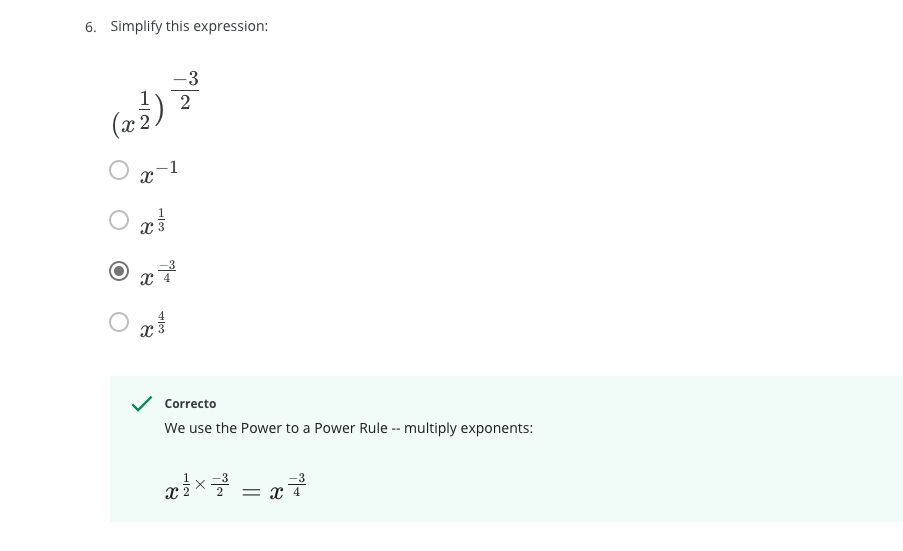 6. Simplify this expression:
(x^{\frac{1}{2}})^{\frac{-3}{2}}
x^{-1}
x^{\frac{1}{3}}
x^{\frac{-3}{4}}
x^{\frac{4}{3}}
Correcto
We use the Power to a Power Rule -- multiply exponents:
x^{\frac{1}{2} × \frac{-3}{2}} = x^{\frac{-3}{4}}